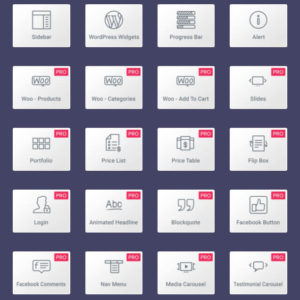 Sidebar
WordPress Widgets
Progress Bar
Alert
PRO
WOO
Woo - Products
PRO
WOO
Woo - Categories
PRO
WOO
Woo - Add To Cart
PRO
Slides
PRO
Portfolio
PRO
Price List
PRO
Price Table
PRO
Flip Box
PRO
Login
PRO
Abc
Animated Headline
PRO
Blockquote
PRO
Facebook Button
PRO
Facebook Comments
PRO
Nav Menu
PRO
Media Carousel
PRO
Testimonial Carousel